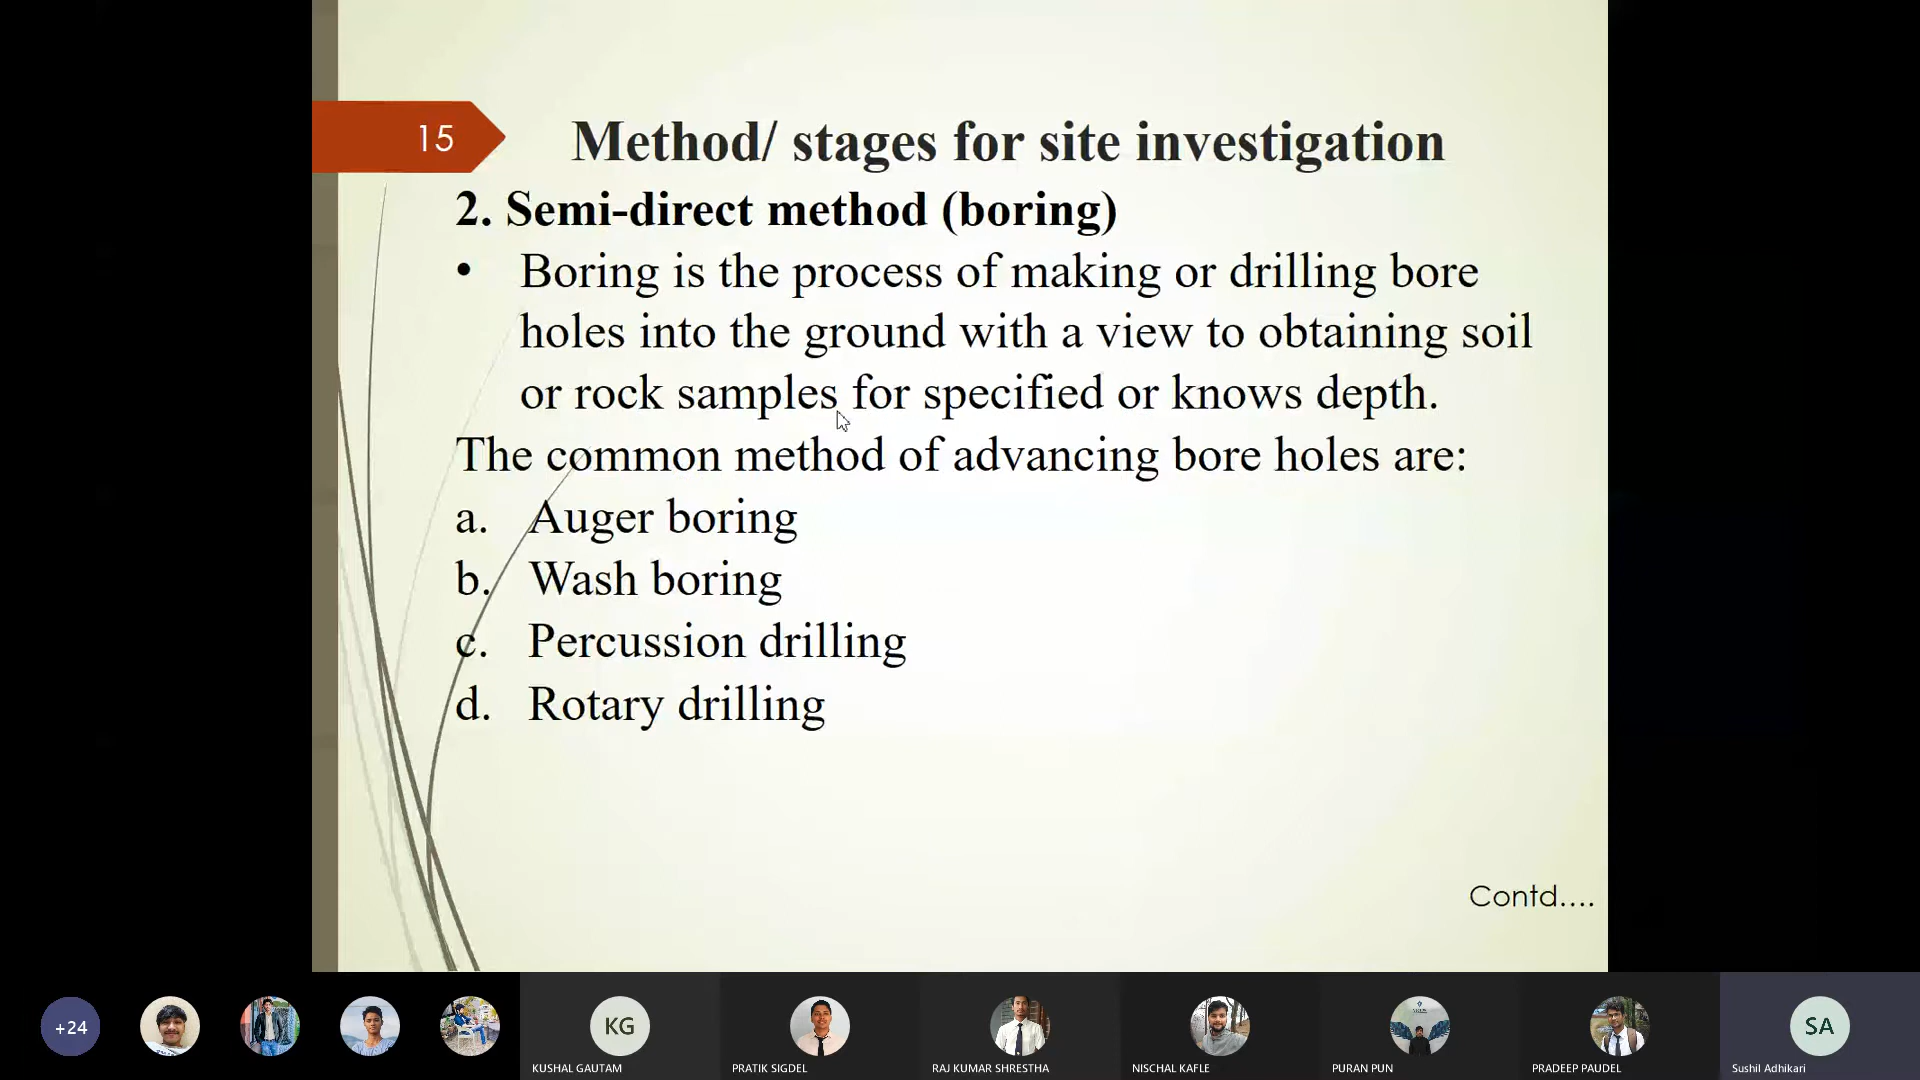 15
Method/ stages for site investigation
2. Semi-direct method (boring)
• Boring is the process of making or drilling bore
holes into the ground with a view to obtaining soil
or rock samples for specified or knows depth.
The common method of advancing bore holes are:
a. Auger boring
b. Wash boring
c. Percussion drilling
d. Rotary drilling
Contd....
+24
KG
SA
KUSHAL GAUTAM
PRATIK SIGDEL
RAJ KUMAR SHRESTHA
NISCHAL KAFLE
PURAN PUN
PRADEEP PAUDEL
Sushil Adhikari